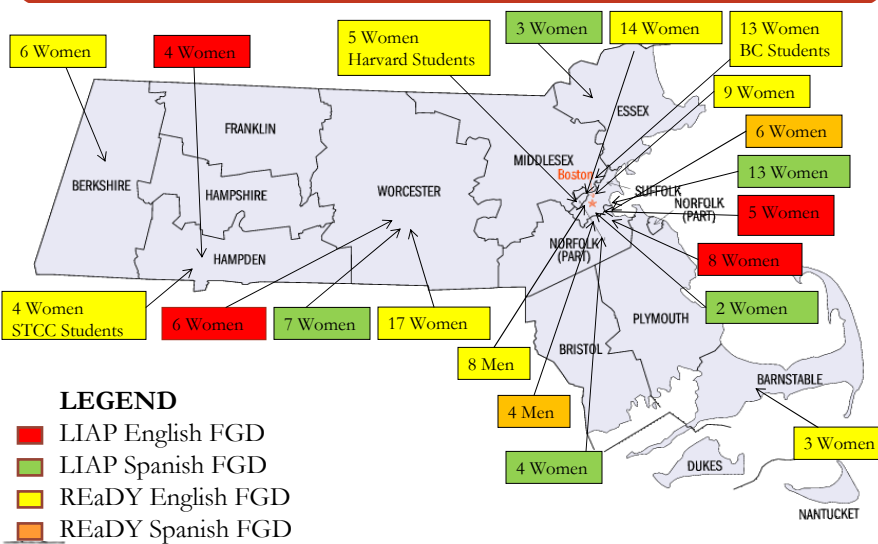 3 Women
14 Women
13 Women
BC Students
5 Women
Harvard Students
6 Women
4 Women
9 Women
ESSEX
6 Women
FRANKLIN
MIDDLESEX
Boston
13 Women
BERKSHIRE
HAMPSHIRE
WORCESTER
SUFFOLK
NORFOLK
(PART)
5 Women
NORFOLK
(PART)
HAMPDEN
8 Women
4 Women
STCC Students
6 Women
7 Women
17 Women
2 Women
PLYMOUTH
BRISTOL
8 Men
BARNSTABLE
4 Men
3 Women
4 Women
DUKES
NANTUCKET
LEGEND
LIAP English FGD
LIAP Spanish FGD
REaDY English FGD
REaDY Spanish FGD